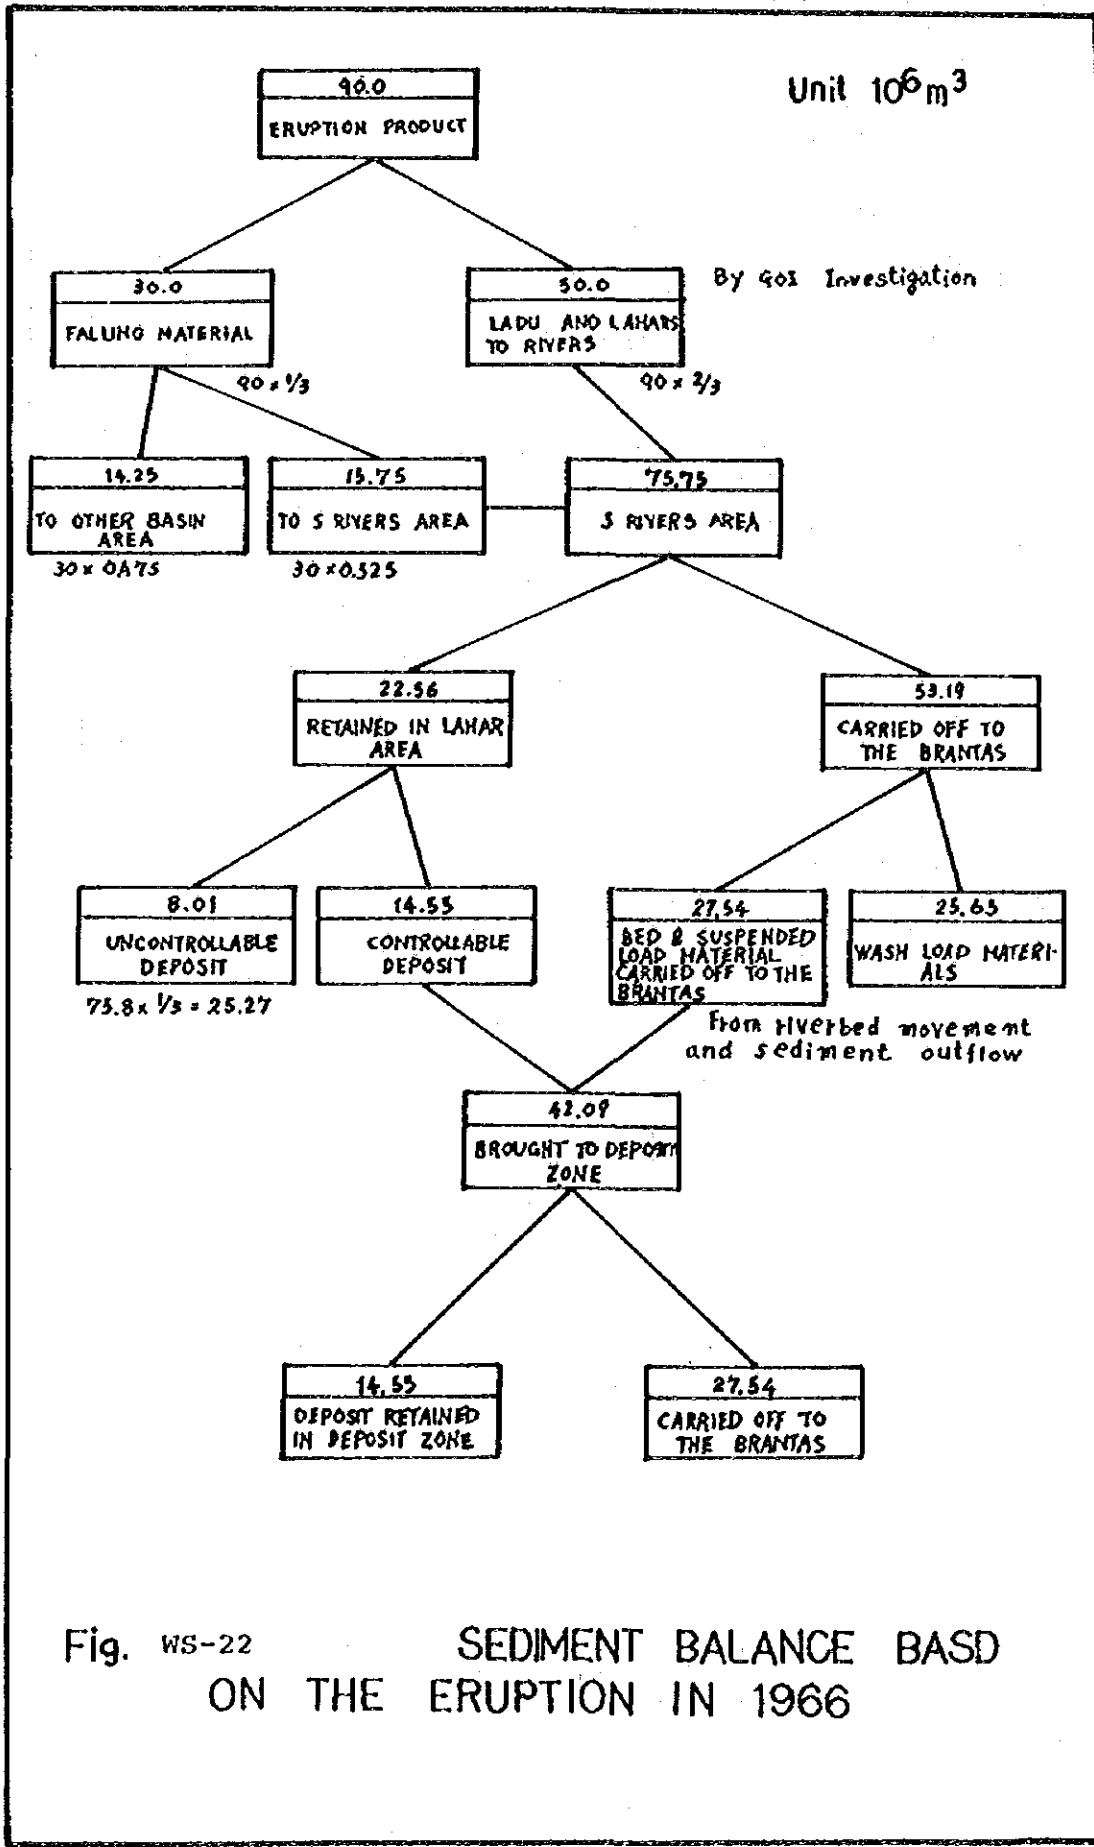 Unit 10⁶m³
90.0
ERUPTION PRODUCT
30.0
FALUNG MATERIAL
90 × 1/3
50.0
LADU AND LAHARS
TO RIVERS
90 × 2/3
By GOI Investigation
14.25
TO OTHER BASIN
AREA
30 × 0.475
15.75
TO 5 RIVERS AREA
30 × 0.525
75.75
5 RIVERS AREA
22.56
RETAINED IN LAHAR
AREA
53.19
CARRIED OFF TO
THE BRANTAS
8.01
UNCONTROLLABLE
DEPOSIT
75.8 × 1/3 = 25.27
14.55
CONTROLLABLE
DEPOSIT
27.54
BED & SUSPENDED
LOAD MATERIAL
CARRIED OFF TO THE
BRANTAS
From riverbed movement
and sediment outflow
25.65
WASH LOAD MATERI-
ALS
42.09
BROUGHT TO DEPOSIT
ZONE
14.55
DEPOSIT RETAINED
IN DEPOSIT ZONE
27.54
CARRIED OFF TO
THE BRANTAS
Fig. WS-22 SEDIMENT BALANCE BASD
ON THE ERUPTION IN 1966